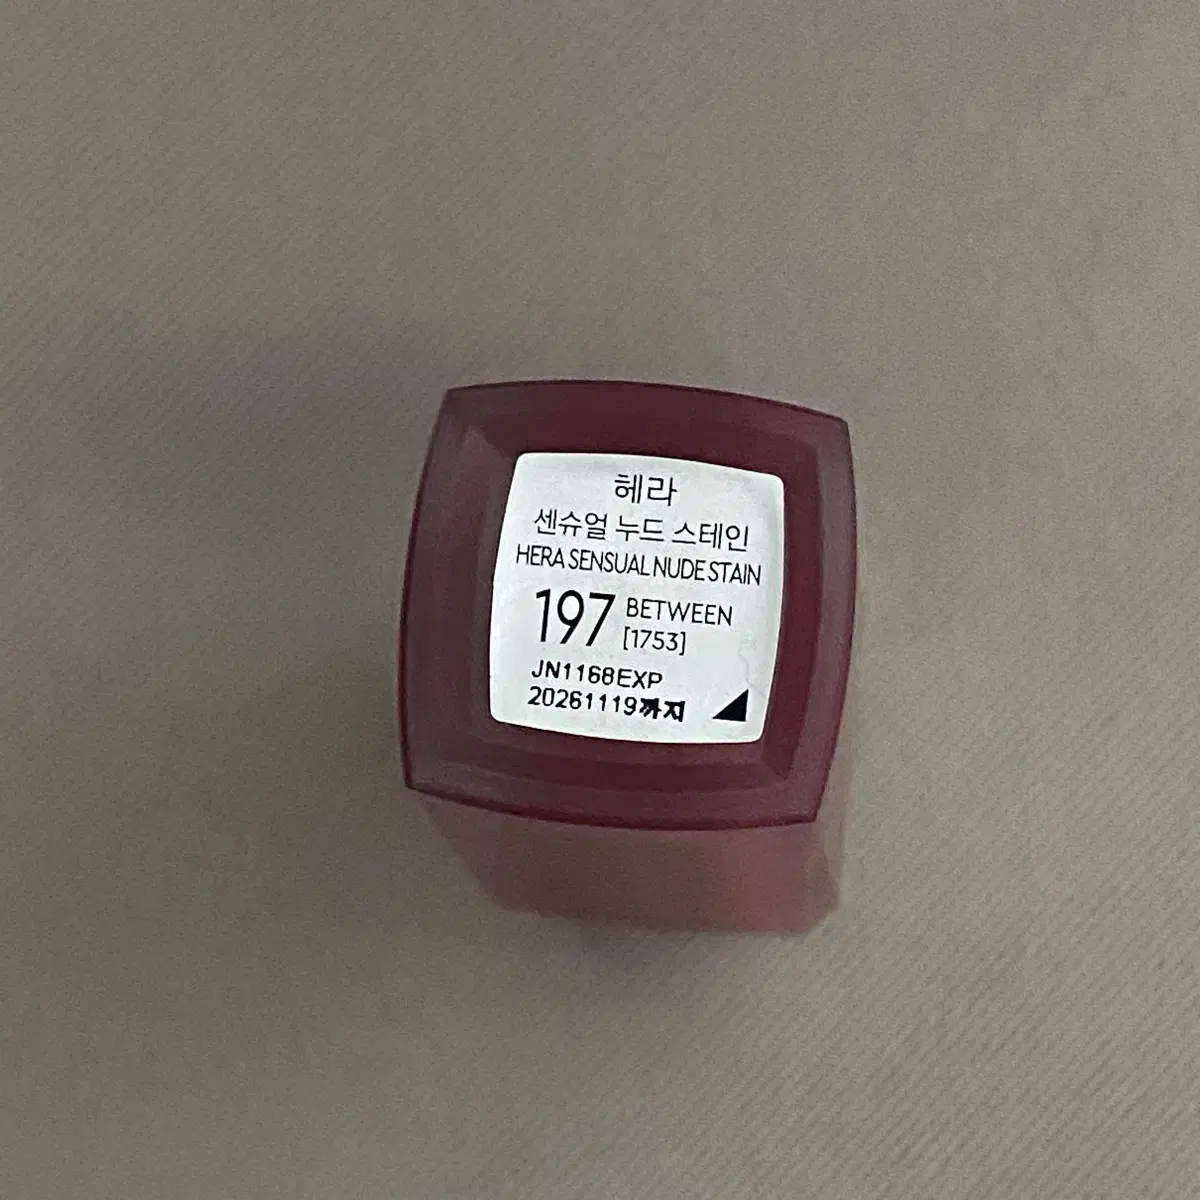 헤라
센슈얼 누드 스테인
HERA SENSUAL NUDE STAIN
197 BETWEEN
[1753]
JN1168EXP
20261119까지